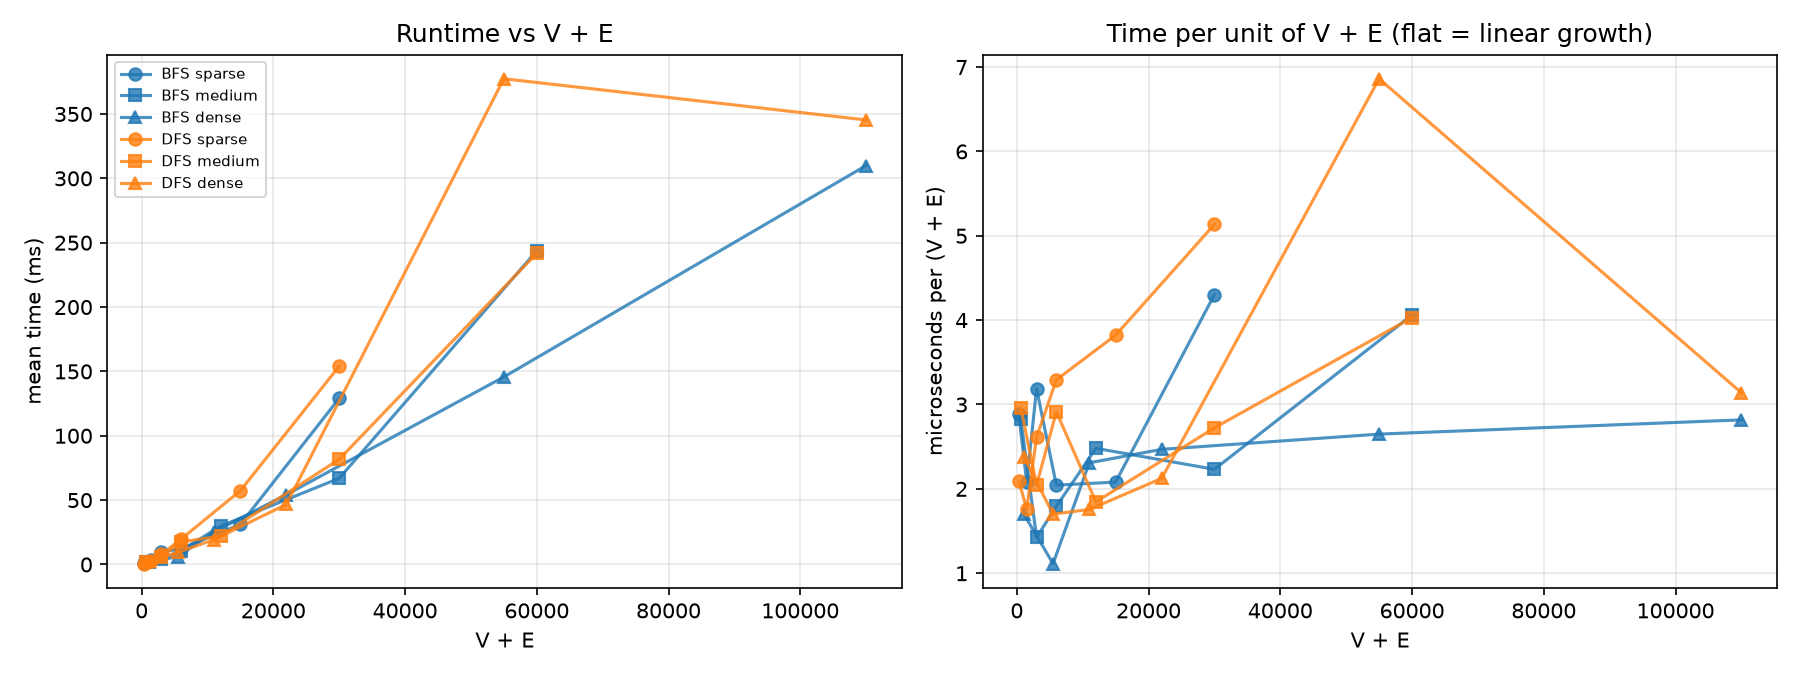 Runtime vs V + E
BFS sparse
BFS medium
BFS dense
DFS sparse
DFS medium
DFS dense
350
300
250
200
150
100
50
0
mean time (ms)
0 20000 40000 60000 80000 100000
V + E
Time per unit of V + E (flat = linear growth)
7
6
5
4
3
2
1
microseconds per (V + E)
0 20000 40000 60000 80000 100000
V + E